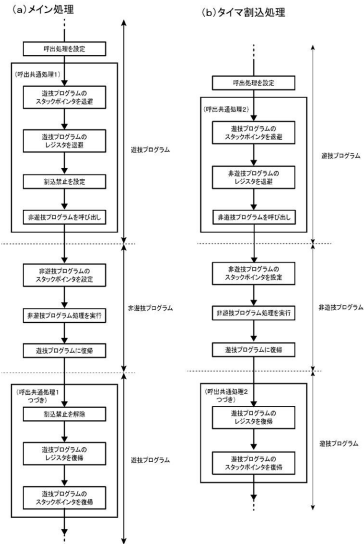 (a)メイン処理
呼出処理を設定
(呼出共通処理1)
遊技プログラムの
スタックポインタを退避
遊技プログラムの
レジスタを退避
割込禁止を設定
非遊技プログラムを呼び出し
遊技プログラム
非遊技プログラムの
スタックポインタを設定
非遊技プログラム処理を実行
遊技プログラムに復帰
非遊技プログラム
(呼出共通処理1
つづき)
割込禁止を解除
遊技プログラムの
レジスタを復帰
遊技プログラムの
スタックポインタを復帰
遊技プログラム
(b)タイマ割込処理
呼出処理を設定
(呼出共通処理2)
遊技プログラムの
スタックポインタを退避
非遊技プログラムの
レジスタを退避
非遊技プログラムを呼び出し
遊技プログラム
非遊技プログラムの
スタックポインタを設定
非遊技プログラム処理を実行
遊技プログラムに復帰
非遊技プログラム
(呼出共通処理2
つづき)
遊技プログラムの
レジスタを復帰
遊技プログラムの
スタックポインタを復帰
遊技プログラム